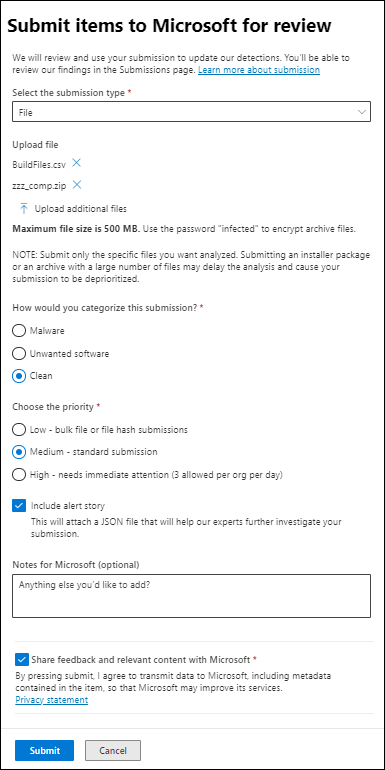 Submit items to Microsoft for review
We will review and use your submission to update our detections. You'll be able to
review our findings in the Submissions page. Learn more about submission
Select the submission type *
File
Upload file
BuildFiles.csv
zzz_comp.zip
Upload additional files
Maximum file size is 500 MB. Use the password "infected" to encrypt archive files.
NOTE: Submit only the specific files you want analyzed. Submitting an installer package
or an archive with a large number of files may delay the analysis and cause your
submission to be deprioritized.
How would you categorize this submission? *
Malware
Unwanted software
Clean
Choose the priority *
Low - bulk file or file hash submissions
Medium - standard submission
High - needs immediate attention (3 allowed per org per day)
Include alert story
This will attach a JSON file that will help our experts further investigate your
submission.
Notes for Microsoft (optional)
Anything else you'd like to add?
Share feedback and relevant content with Microsoft *
By pressing submit, I agree to transmit data to Microsoft, including metadata
contained in the item, so that Microsoft may improve its services.
Privacy statement
Submit
Cancel